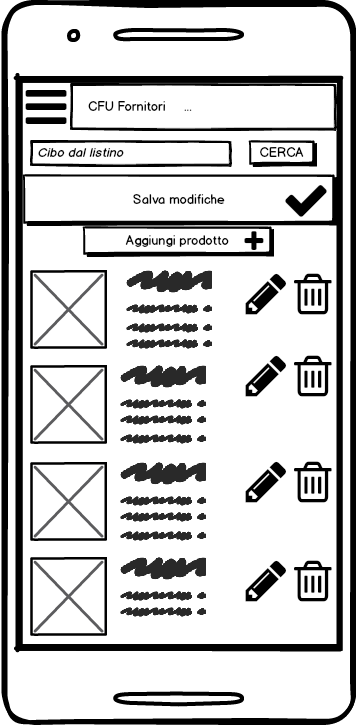 CFU Fornitori ...
Cibo dal listino
CERCA
Salva modifiche
Aggiungi prodotto